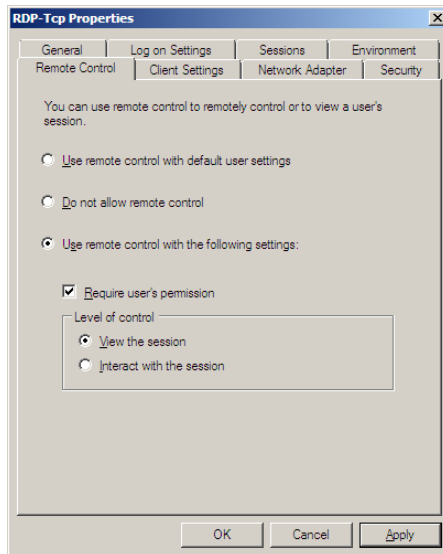 RDP-Tcp Properties
General Log on Settings Sessions Environment
Remote Control Client Settings Network Adapter Security
You can use remote control to remotely control or to view a user's
session.
Use remote control with default user settings
Do not allow remote control
Use remote control with the following settings:
Require user's permission
Level of control
View the session
Interact with the session
OK Cancel Apply